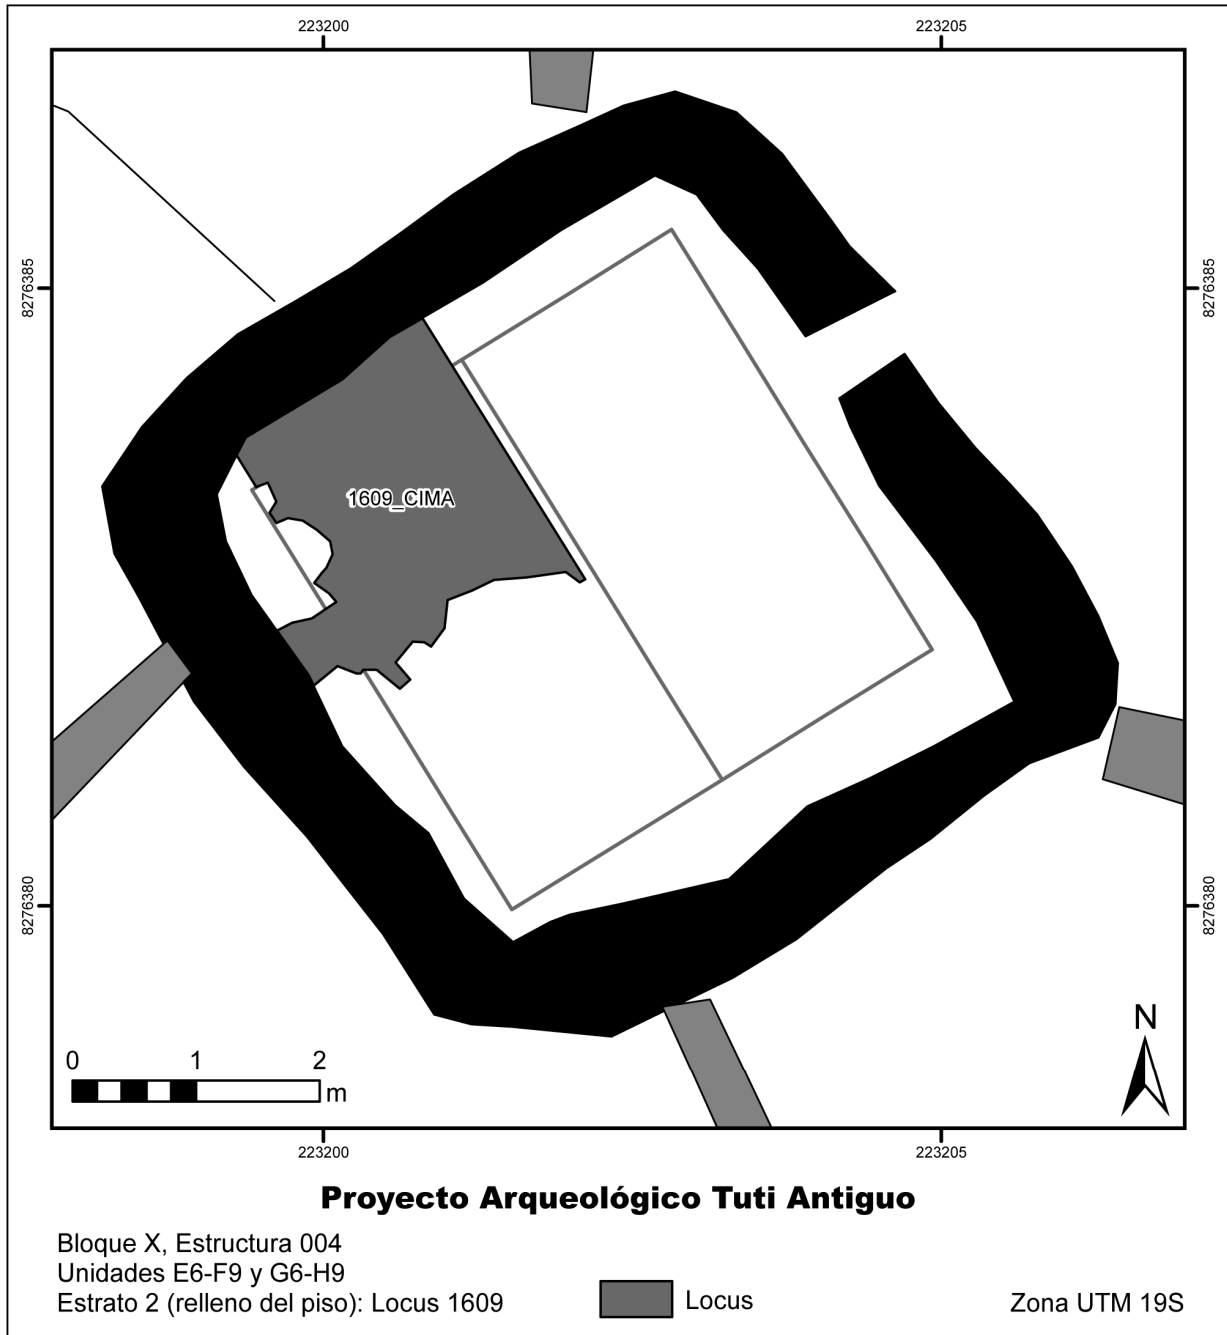 223200
223205
8276385
8276385
1609_CIMA
8276380
8276380
N
0 1 2
m
223200
223205
Proyecto Arqueológico Tuti Antiguo
Bloque X, Estructura 004
Unidades E6-F9 y G6-H9
Estrato 2 (relleno del piso): Locus 1609
Locus
Zona UTM 19S